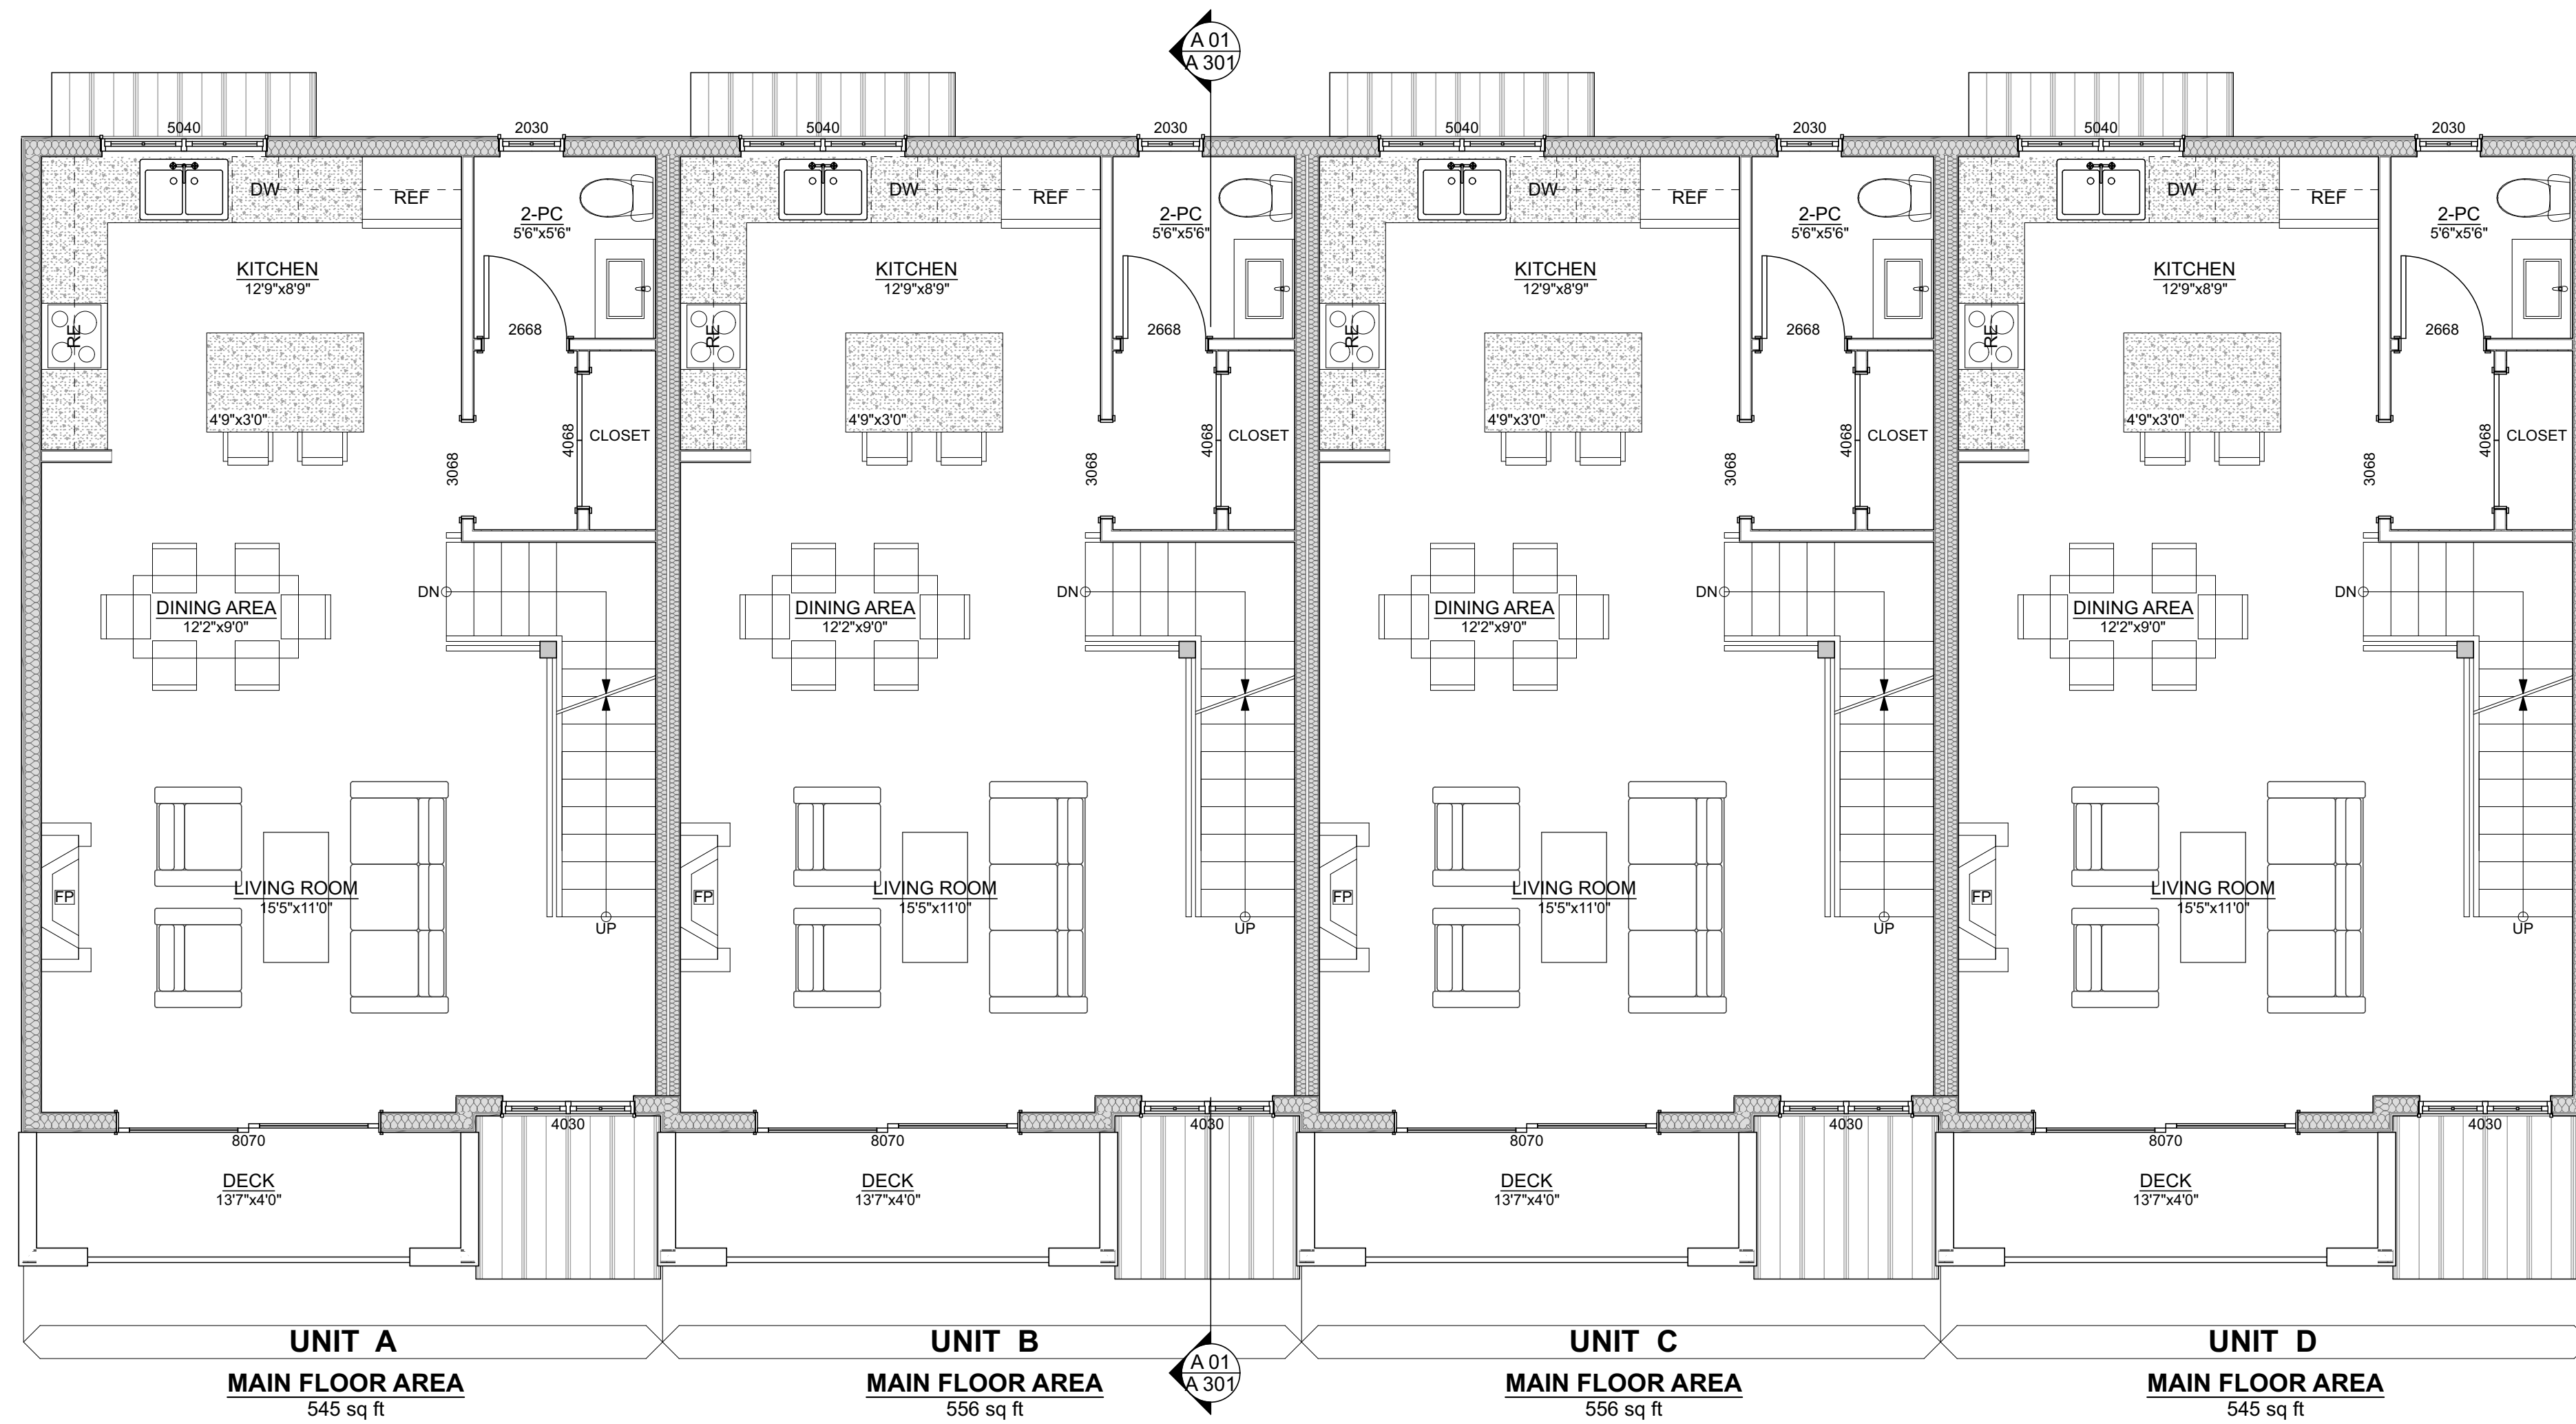 A 01
A 301
5040
2030
5040
2030
5040
2030
5040
2030
DW
REF
DW
REF
DW
REF
DW
REF
2-PC
5'6"x5'6"
2-PC
5'6"x5'6"
2-PC
5'6"x5'6"
2-PC
5'6"x5'6"
KITCHEN
12'9"x8'9"
KITCHEN
12'9"x8'9"
KITCHEN
12'9"x8'9"
KITCHEN
12'9"x8'9"
RE
2668
RE
2668
RE
2668
RE
2668
4'9"x3'0"
4'9"x3'0"
4'9"x3'0"
4'9"x3'0"
3068
4068
CLOSET
3068
4068
CLOSET
3068
4068
CLOSET
3068
4068
CLOSET
DN
DN
DN
DN
DINING AREA
12'2"x9'0"
DINING AREA
12'2"x9'0"
DINING AREA
12'2"x9'0"
DINING AREA
12'2"x9'0"
FP
LIVING ROOM
15'5"x11'0"
FP
LIVING ROOM
15'5"x11'0"
FP
LIVING ROOM
15'5"x11'0"
FP
LIVING ROOM
15'5"x11'0"
UP
UP
UP
UP
8070
4030
8070
4030
8070
4030
8070
4030
DECK
13'7"x4'0"
DECK
13'7"x4'0"
DECK
13'7"x4'0"
DECK
13'7"x4'0"
UNIT A
UNIT B
UNIT C
UNIT D
A 01
A 301
MAIN FLOOR AREA
545 sq ft
MAIN FLOOR AREA
556 sq ft
MAIN FLOOR AREA
556 sq ft
MAIN FLOOR AREA
545 sq ft